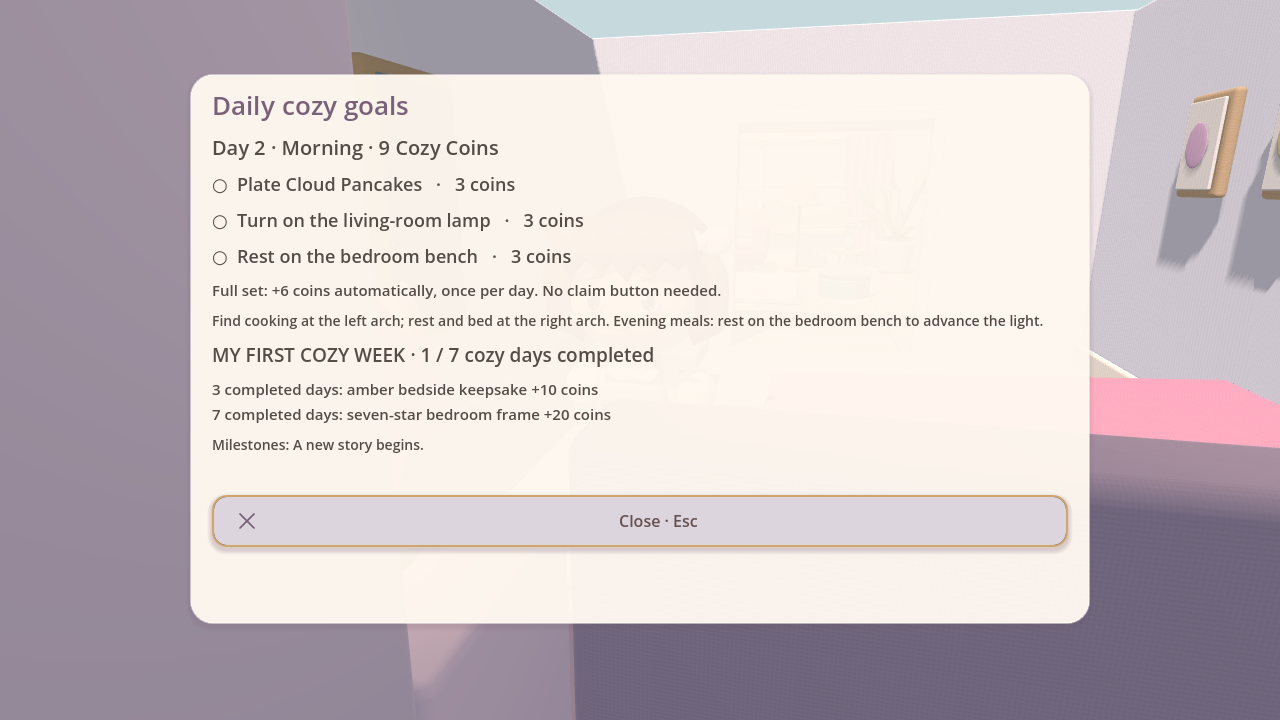 Daily cozy goals
Day 2 · Morning · 9 Cozy Coins
○ Plate Cloud Pancakes · 3 coins
○ Turn on the living-room lamp · 3 coins
○ Rest on the bedroom bench · 3 coins
Full set: +6 coins automatically, once per day. No claim button needed.
Find cooking at the left arch; rest and bed at the right arch. Evening meals: rest on the bedroom bench to advance the light.
MY FIRST COZY WEEK · 1 / 7 cozy days completed
3 completed days: amber bedside keepsake +10 coins
7 completed days: seven-star bedroom frame +20 coins
Milestones: A new story begins.
Close · Esc